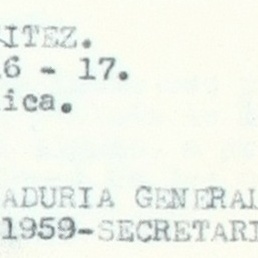 ITEZ.
6 - 17.
ica.
ADURIA GENERAL
1959-SECRETARI